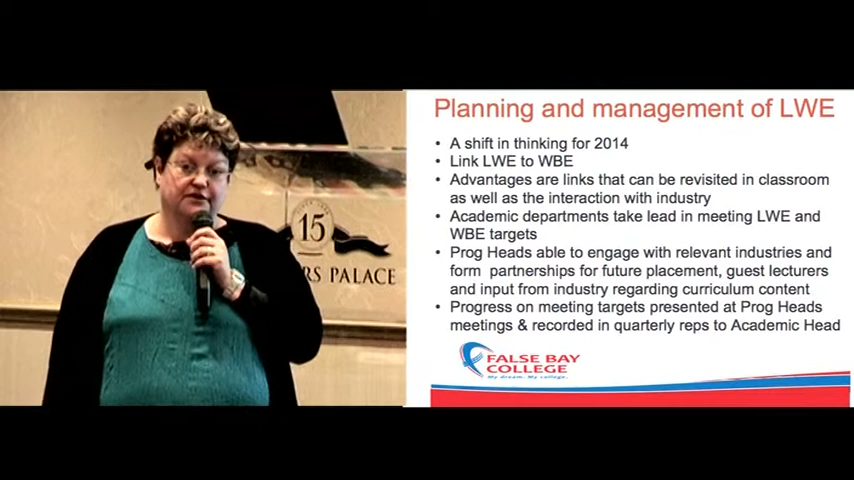 15
RS PALACE
Planning and management of LWE
• A shift in thinking for 2014
• Link LWE to WBE
• Advantages are links that can be revisited in classroom
as well as the interaction with industry
• Academic departments take lead in meeting LWE and
WBE targets
• Prog Heads able to engage with relevant industries and
form partnerships for future placement, guest lecturers
and input from industry regarding curriculum content
• Progress on meeting targets presented at Prog Heads
meetings & recorded in quarterly reps to Academic Head
FALSE BAY
COLLEGE
My dream. My college.